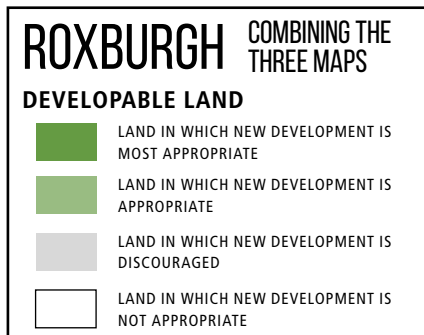 ROXBURGH COMBINING THE
THREE MAPS
DEVELOPABLE LAND
LAND IN WHICH NEW DEVELOPMENT IS
MOST APPROPRIATE
LAND IN WHICH NEW DEVELOPMENT IS
APPROPRIATE
LAND IN WHICH NEW DEVELOPMENT IS
DISCOURAGED
LAND IN WHICH NEW DEVELOPMENT IS
NOT APPROPRIATE